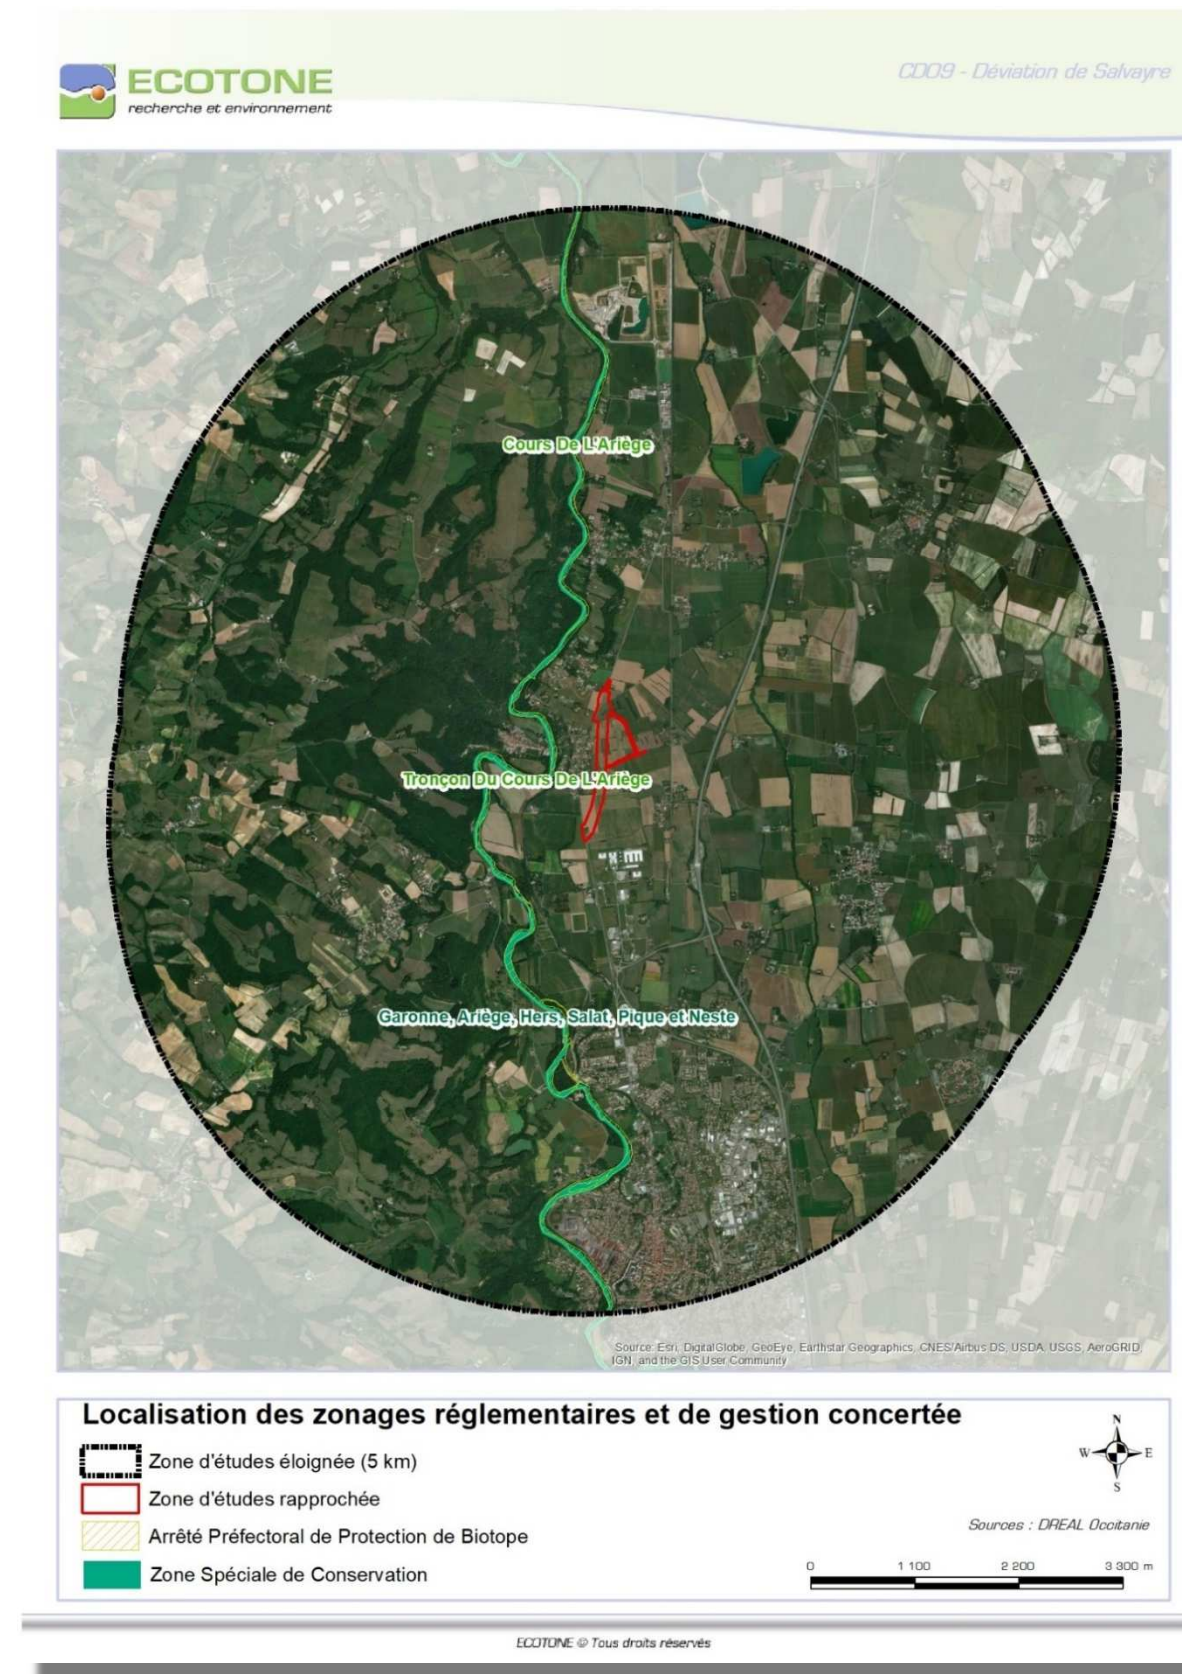 ECOTONE
recherche et environnement
CD09 - Déviation de Salvayre
Cours De L'Ariège
Tronçon Du Cours De L'Ariège
Garonne, Ariège, Hers, Salat, Pique et Neste
Source: Esri, DigitalGlobe, GeoEye, Earthstar Geographics, CNES/Airbus DS, USDA, USGS, AeroGRID,
IGN, and the GIS User Community
Localisation des zonages réglementaires et de gestion concertée
Zone d'études éloignée (5 km)
Zone d'études rapprochée
Arrêté Préfectoral de Protection de Biotope
Zone Spéciale de Conservation
N
W E
S
Sources : DREAL Occitanie
0 1 100 2 200 3 300 m
ECOTONE © Tous droits réservés